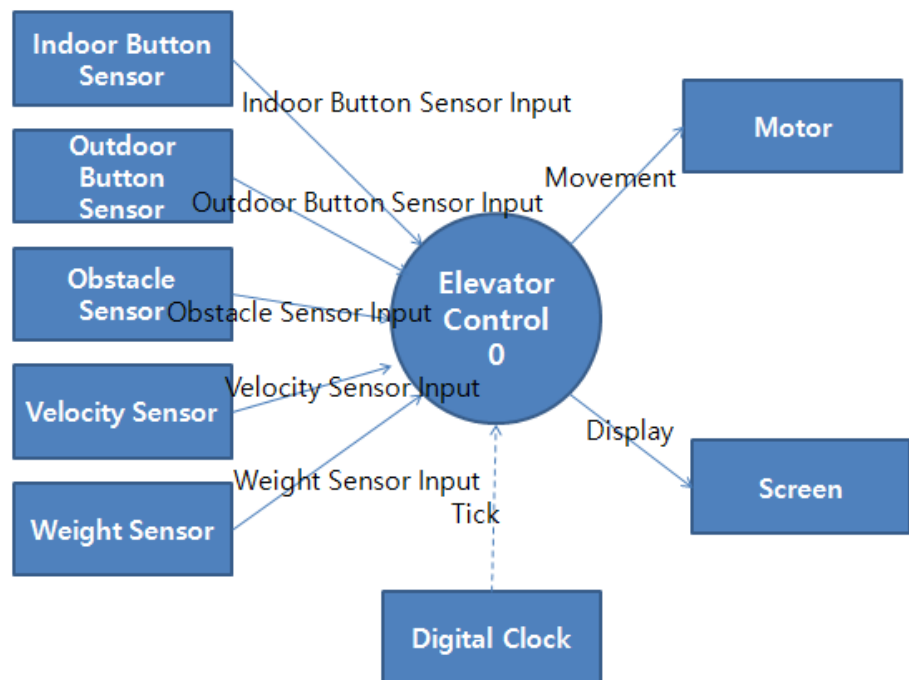 Indoor Button
Sensor
Indoor Button Sensor Input
Motor
Outdoor
Button
Sensor
Movement
Outdoor Button Sensor Input
Obstacle
Sensor
Obstacle Sensor Input
Elevator
Control
0
Velocity Sensor
Velocity Sensor Input
Display
Weight Sensor
Weight Sensor Input
Tick
Screen
Digital Clock